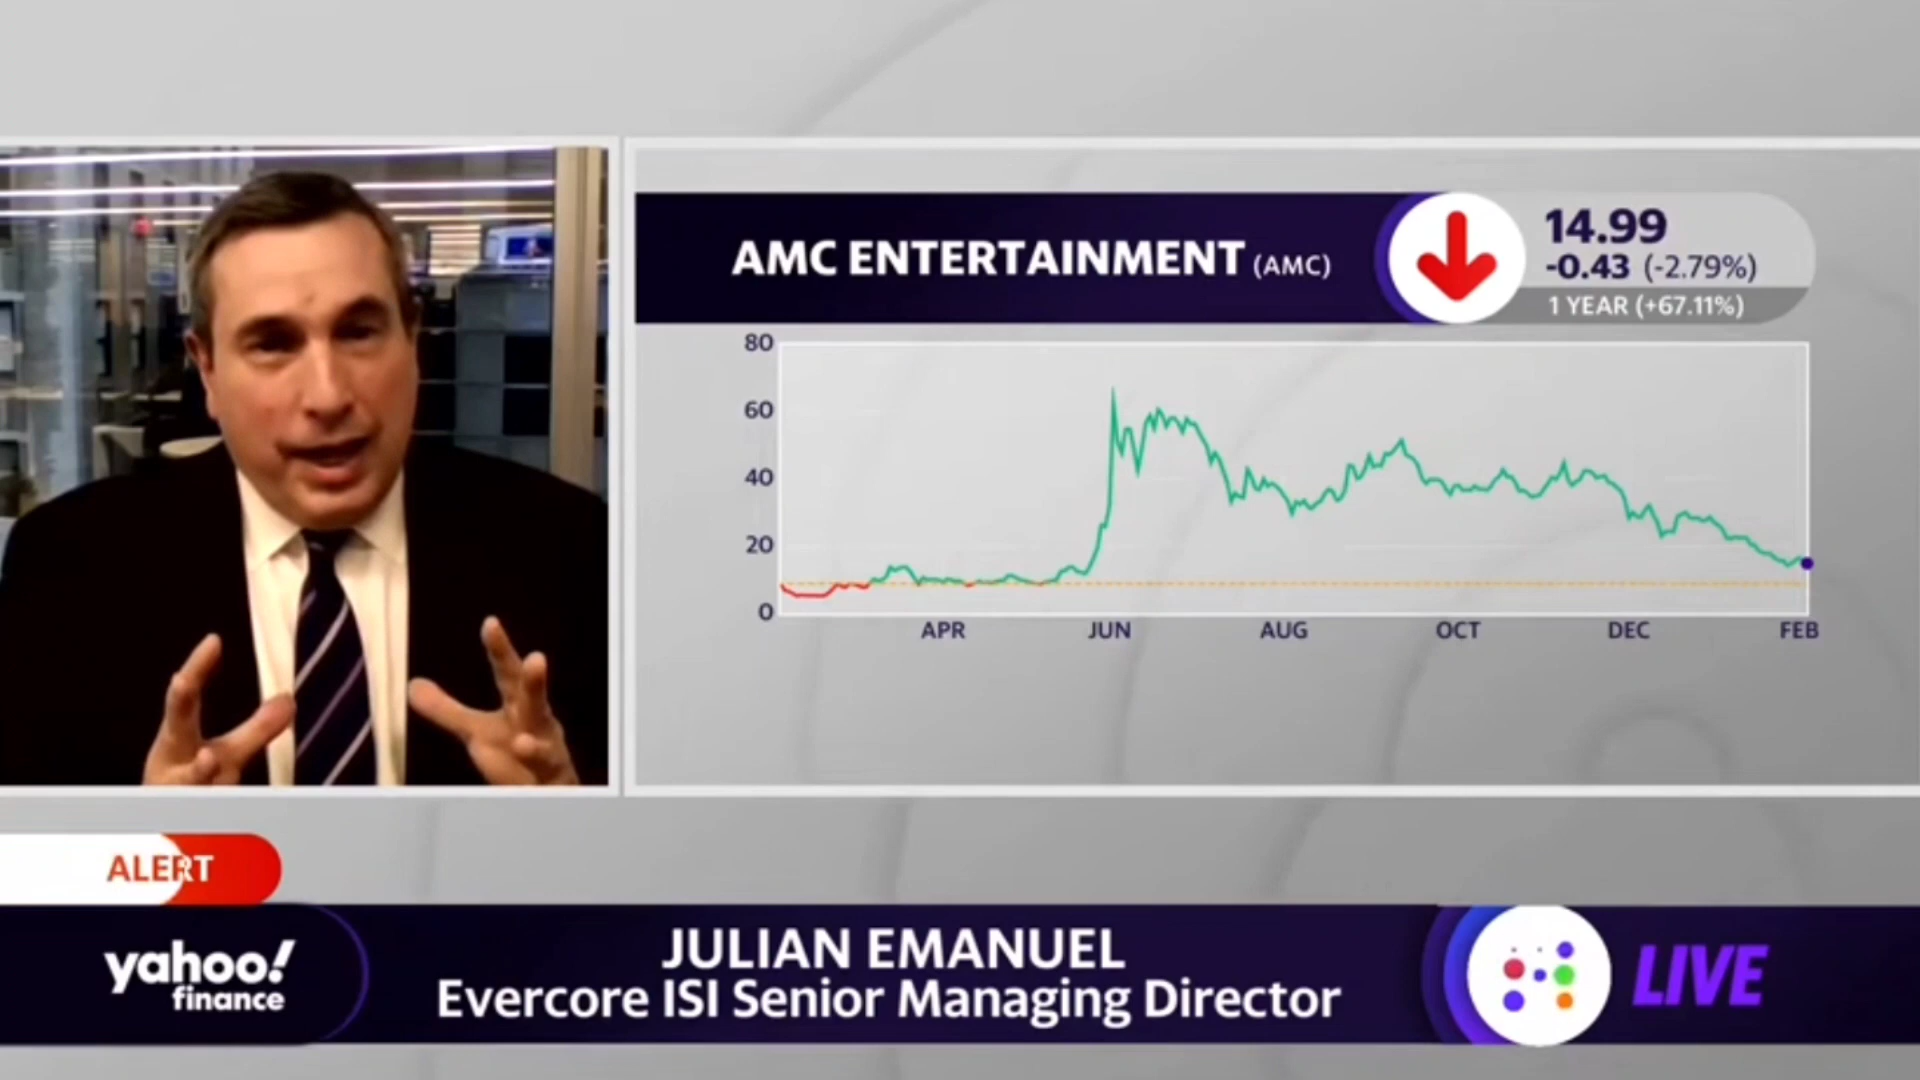 AMC ENTERTAINMENT (AMC)
14.99
-0.43 (-2.79%)
1 YEAR (+67.11%)
80
60
40
20
0
APR JUN AUG OCT DEC FEB
ALERT
yahoo!
finance
JULIAN EMANUEL
Evercore ISI Senior Managing Director
LIVE